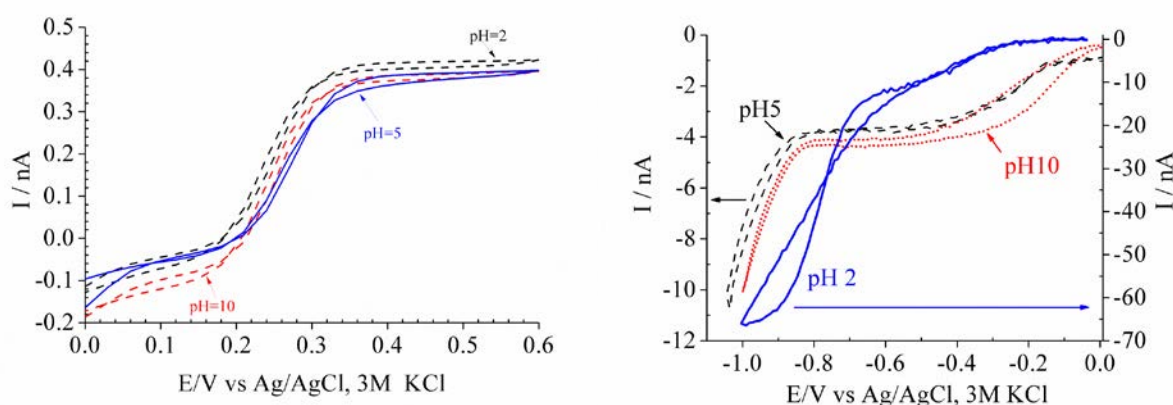 0.5
0.4
0.3
0.2
0.1
0.0
-0.1
-0.2
I / nA
pH=2
pH=5
pH=10
0.0 0.1 0.2 0.3 0.4 0.5 0.6
E/V vs Ag/AgCl, 3M KCl
0
-2
-4
-6
-8
-10
-12
I / nA
pH5
pH10
pH 2
0
-10
-20
-30
-40
-50
-60
-70
I / nA
-1.0 -0.8 -0.6 -0.4 -0.2 0.0
E/V vs Ag/AgCl, 3M KCl